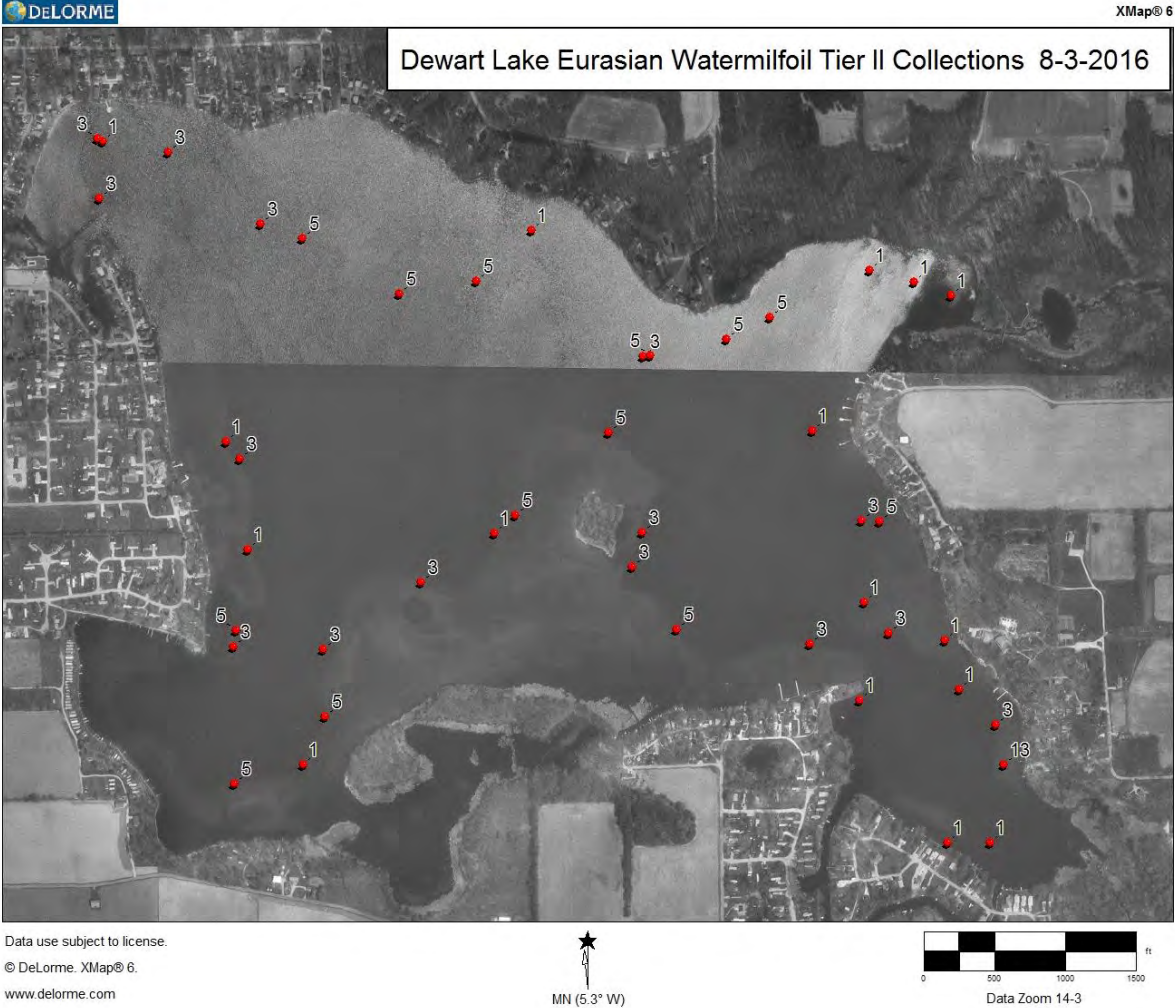 DELORME
XMap® 6
Dewart Lake Eurasian Watermilfoil Tier II Collections 8-3-2016
3 1 3
3
3 5 1
5 5
1 1 1
5 5
5 3
1 3
5 1
1 5
3 5
3
1
3
3
5 3
3
5
1
3
3
1
1
1
3
5
1
13
5
1 1
Data use subject to license.
© DeLorme. XMap® 6.
www.delorme.com
MN (5.3° W)
ft
0 500 1000 1500
Data Zoom 14-3